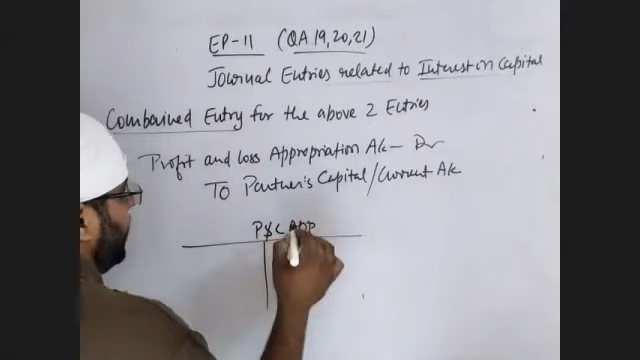 EP-11 (QA 19,20,21)
Journal Entries related to Interest on Capital
Combained Entry for the above 2 Entries
Profit and loss Appropriation A/c - Dr
To Partner's Capital/Current A/c
P&L APP